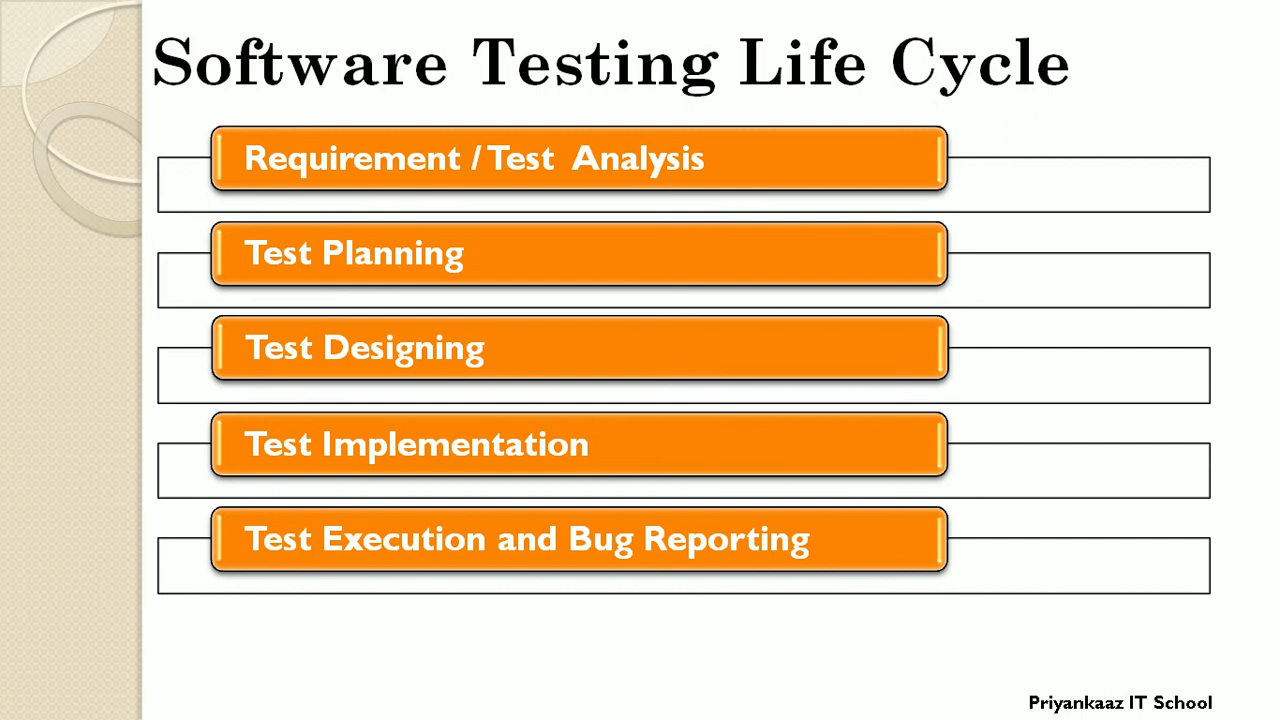 Software Testing Life Cycle
Requirement / Test Analysis
Test Planning
Test Designing
Test Implementation
Test Execution and Bug Reporting
Priyankaaz IT School